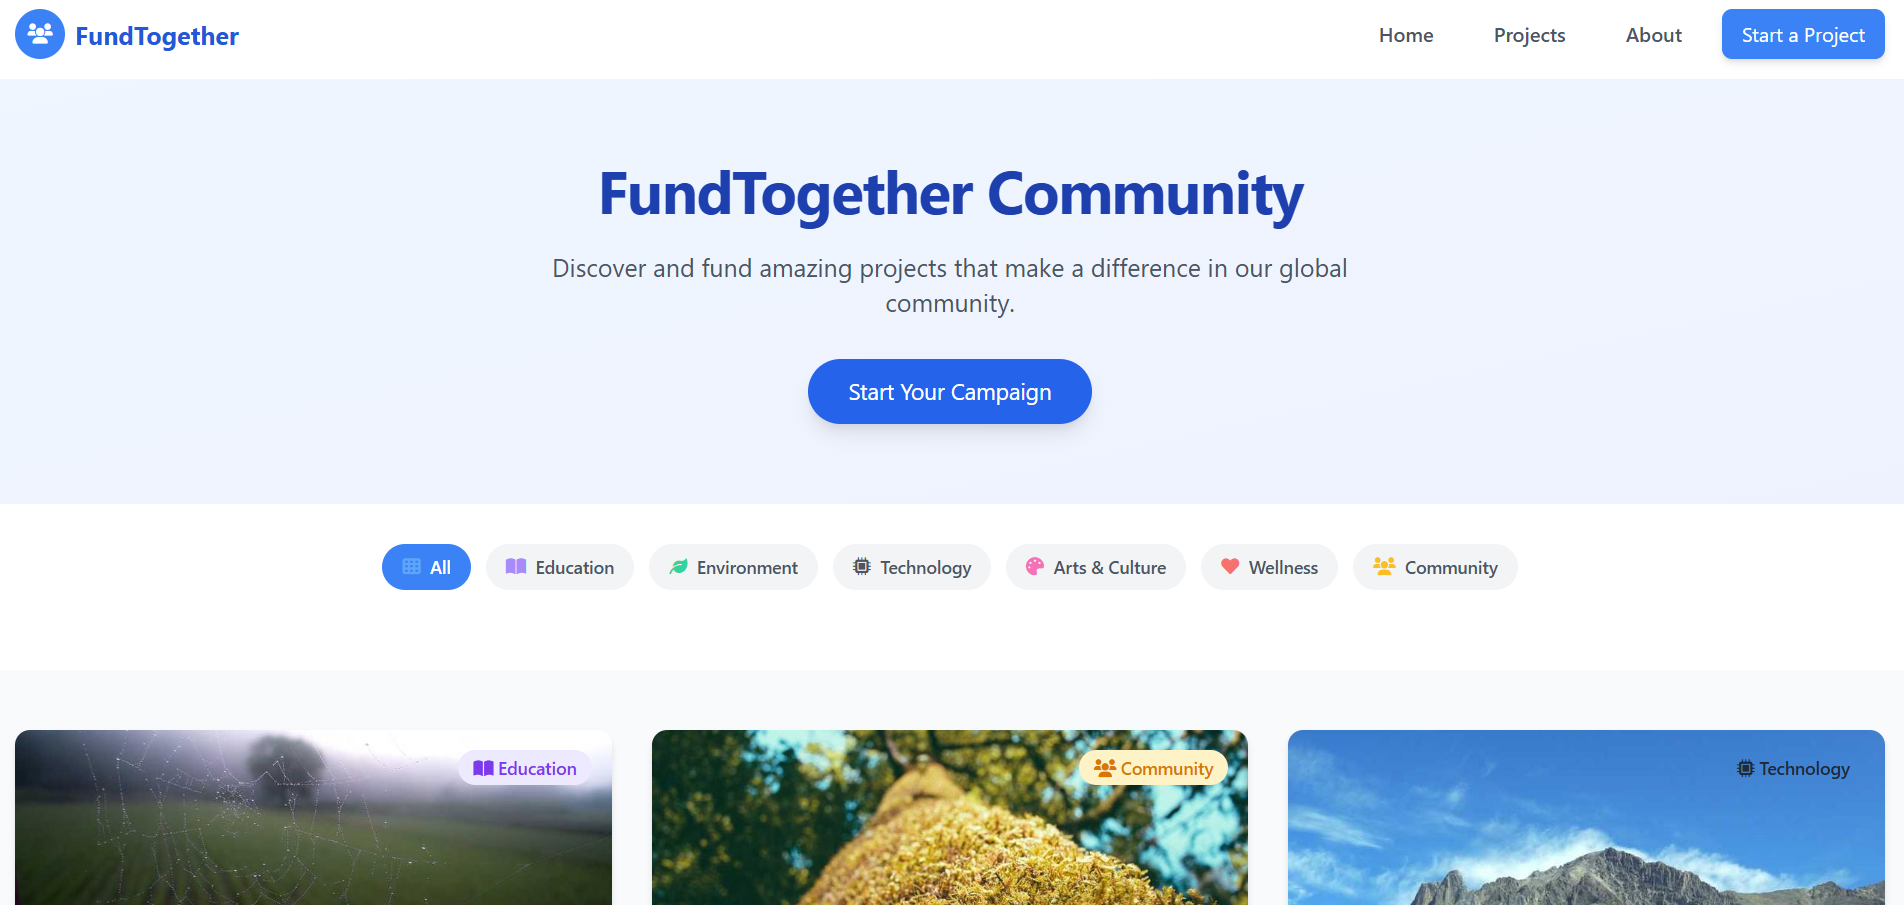 FundTogether
Home
Projects
About
Start a Project
FundTogether Community
Discover and fund amazing projects that make a difference in our global
community.
Start Your Campaign
All
Education
Environment
Technology
Arts & Culture
Wellness
Community
Education
Community
Technology